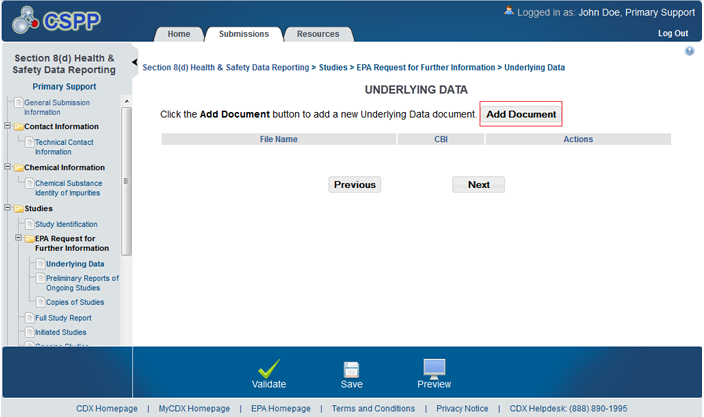 CSPP
Logged in as: John Doe, Primary Support
Home
Submissions
Resources
Log Out
Section 8(d) Health &
Safety Data Reporting
Primary Support
General Submission
Information
Contact Information
Technical Contact
Information
Chemical Information
Chemical Substance
Identity of Impurities
Studies
Study Identification
EPA Request for
Further Information
Underlying Data
Preliminary Reports of
Ongoing Studies
Copies of Studies
Full Study Report
Initiated Studies
Section 8(d) Health & Safety Data Reporting > Studies > EPA Request for Further Information > Underlying Data
UNDERLYING DATA
Click the Add Document button to add a new Underlying Data document. Add Document
File Name CBI Actions
Previous Next
Validate Save Preview
CDX Homepage | MyCDX Homepage | EPA Homepage | Terms and Conditions | Privacy Notice | CDX Helpdesk: (888) 890-1995